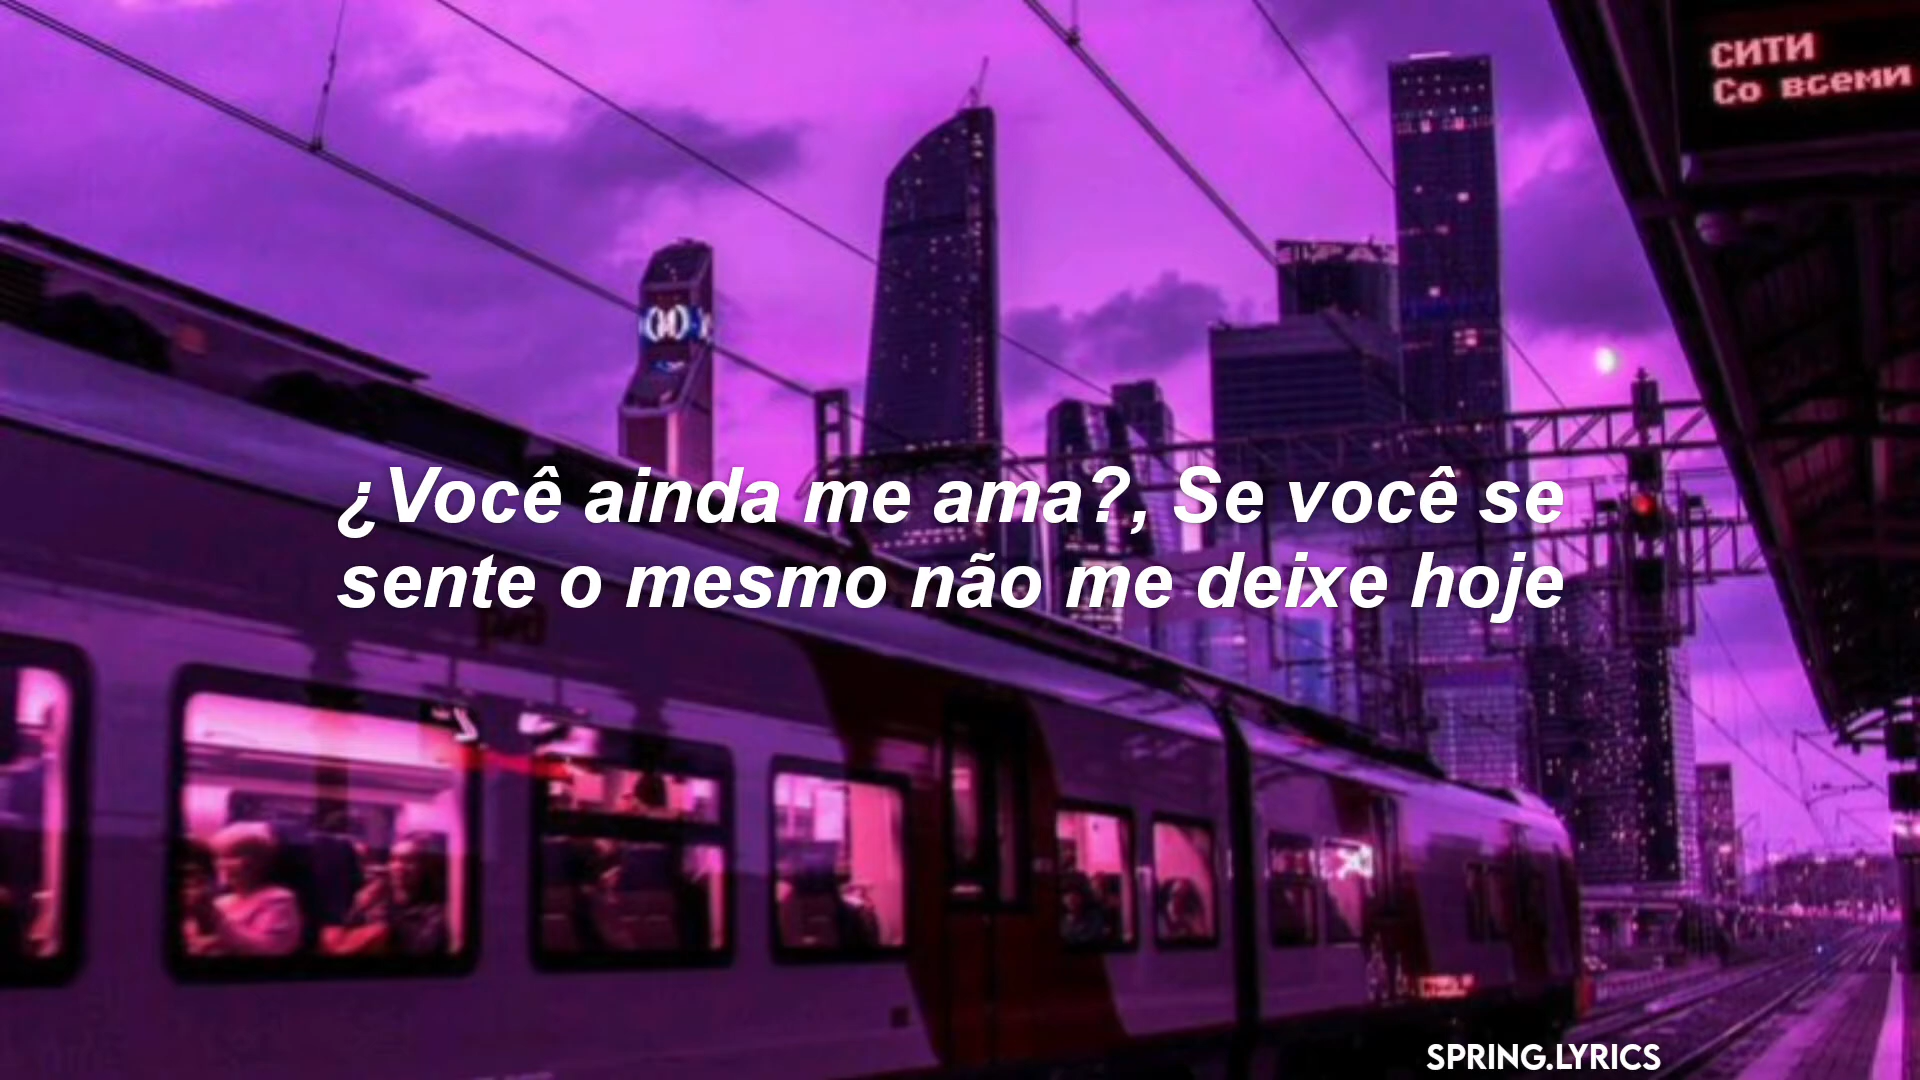 СИТИ
Со всеми
¿Você ainda me ama?, Se você se
sente o mesmo não me deixe hoje
SPRING.LYRICS